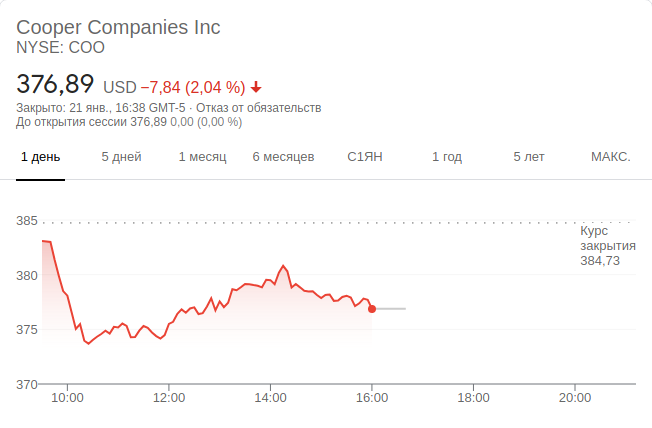 Cooper Companies Inc
NYSE: COO
376,89 USD −7,84 (2,04 %)
Закрыто: 21 янв., 16:38 GMT-5 · Отказ от обязательств
До открытия сессии 376,89 0,00 (0,00 %)
1 день 5 дней 1 месяц 6 месяцев С1ЯН 1 год 5 лет МАКС.
385
Курс
закрытия
384,73
380
375
370
10:00 12:00 14:00 16:00 18:00 20:00